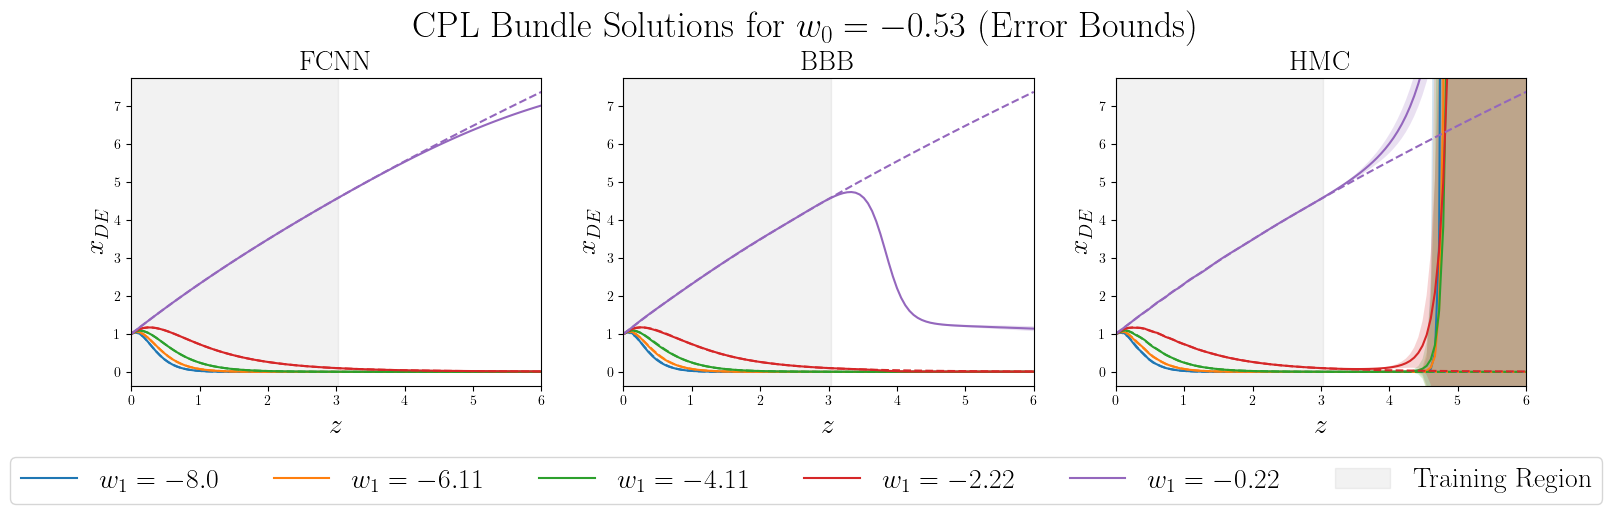 CPL Bundle Solutions for $w_0 = -0.53$ (Error Bounds)
FCNN
BBB
HMC
7
6
5
4
3
2
1
0
$x_{DE}$
0 1 2 3 4 5 6
$z$
7
6
5
4
3
2
1
0
$x_{DE}$
0 1 2 3 4 5 6
$z$
7
6
5
4
3
2
1
0
$x_{DE}$
0 1 2 3 4 5 6
$z$
$w_1 = -8.0$ $w_1 = -6.11$ $w_1 = -4.11$ $w_1 = -2.22$ $w_1 = -0.22$ Training Region